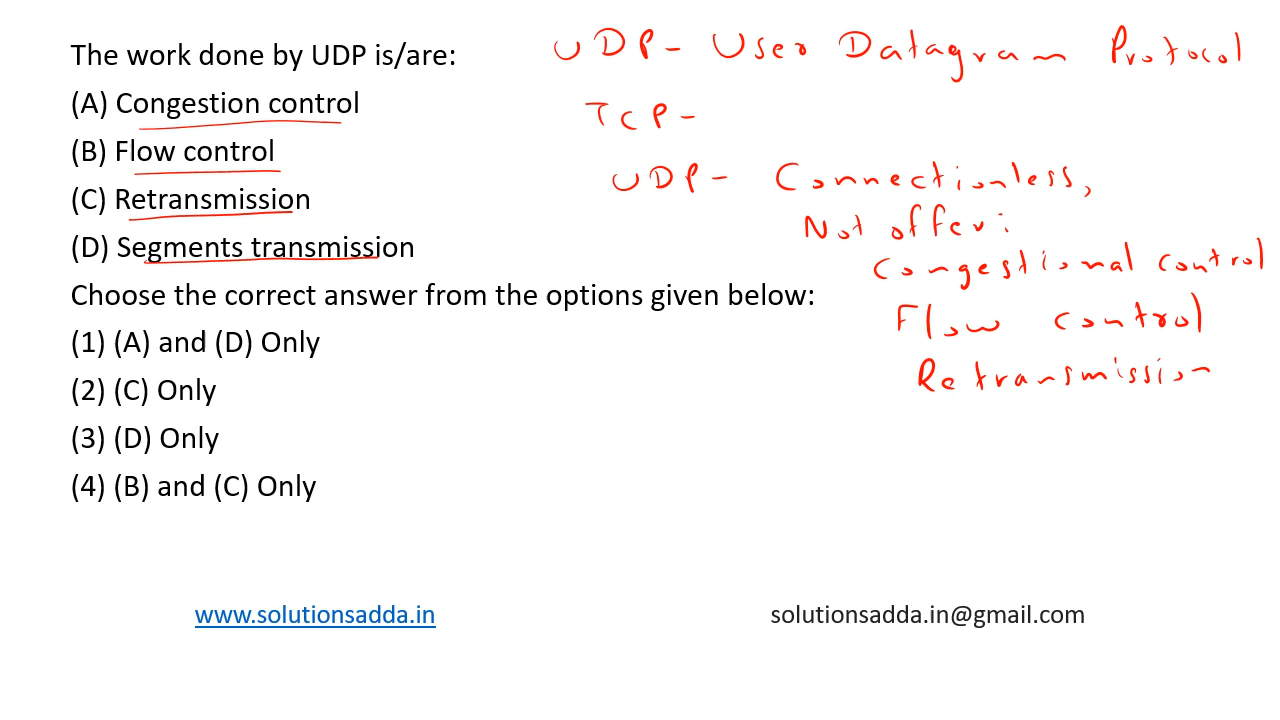 The work done by UDP is/are:
(A) Congestion control
(B) Flow control
(C) Retransmission
(D) Segments transmission
Choose the correct answer from the options given below:
(1) (A) and (D) Only
(2) (C) Only
(3) (D) Only
(4) (B) and (C) Only
UDP - User Datagram Protocol
TCP -
UDP - Connectionless,
Not offer:
Congestional control
Flow control
Retransmission
www.solutionsadda.in
solutionsadda.in@gmail.com